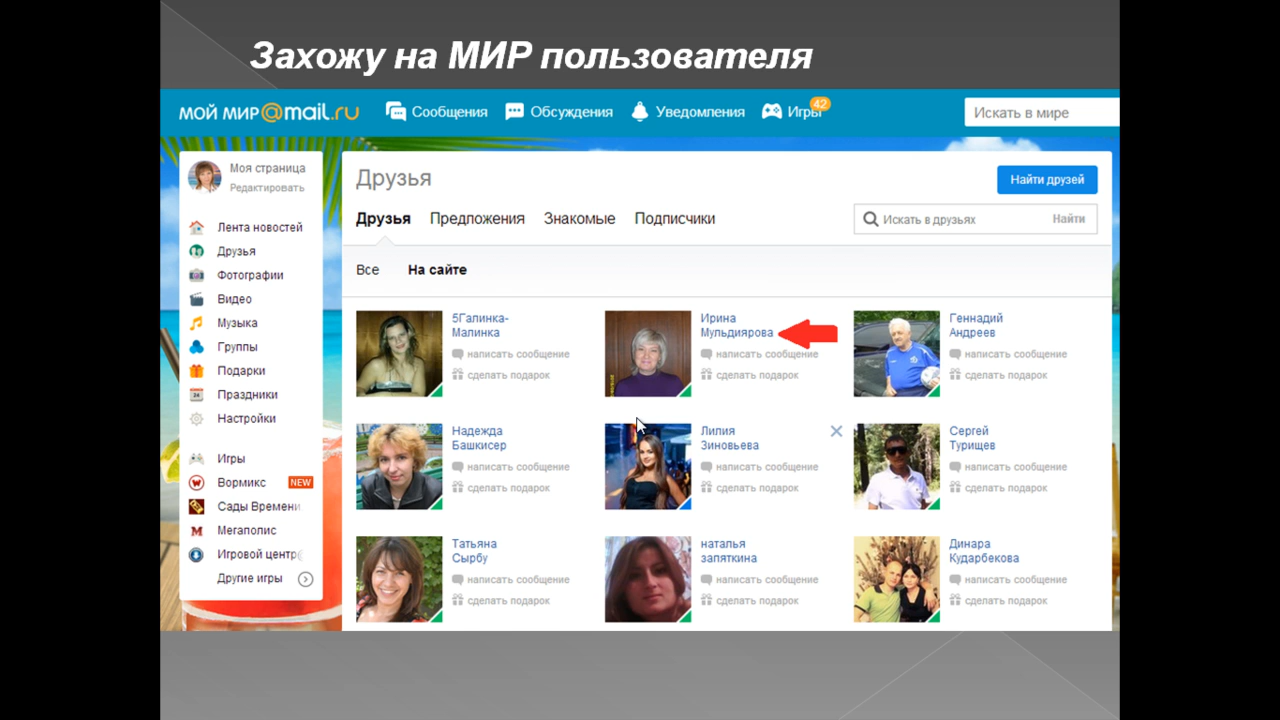 Захожу на МИР пользователя
МОЙ МИР@mail.ru
Сообщения
Обсуждения
Уведомления
Игры
42
Искать в мире
Моя страница
Редактировать
Лента новостей
Друзья
Фотографии
Видео
Музыка
Группы
Подарки
24
Праздники
Настройки
Игры
Вормикс
NEW
Сады Времени
Мегаполис
Игровой центр@
Другие игры
Друзья
Найти друзей
Друзья
Предложения
Знакомые
Подписчики
Искать в друзьях
Найти
Все
На сайте
5Галинка-
Малинка
написать сообщение
сделать подарок
Ирина
Мульдиярова
написать сообщение
сделать подарок
Геннадий
Андреев
написать сообщение
сделать подарок
Надежда
Башкисер
написать сообщение
сделать подарок
Лилия
Зиновьева
написать сообщение
сделать подарок
Сергей
Турищев
написать сообщение
сделать подарок
Татьяна
Сырбу
написать сообщение
сделать подарок
наталья
запяткина
написать сообщение
сделать подарок
Динара
Кударбекова
написать сообщение
сделать подарок